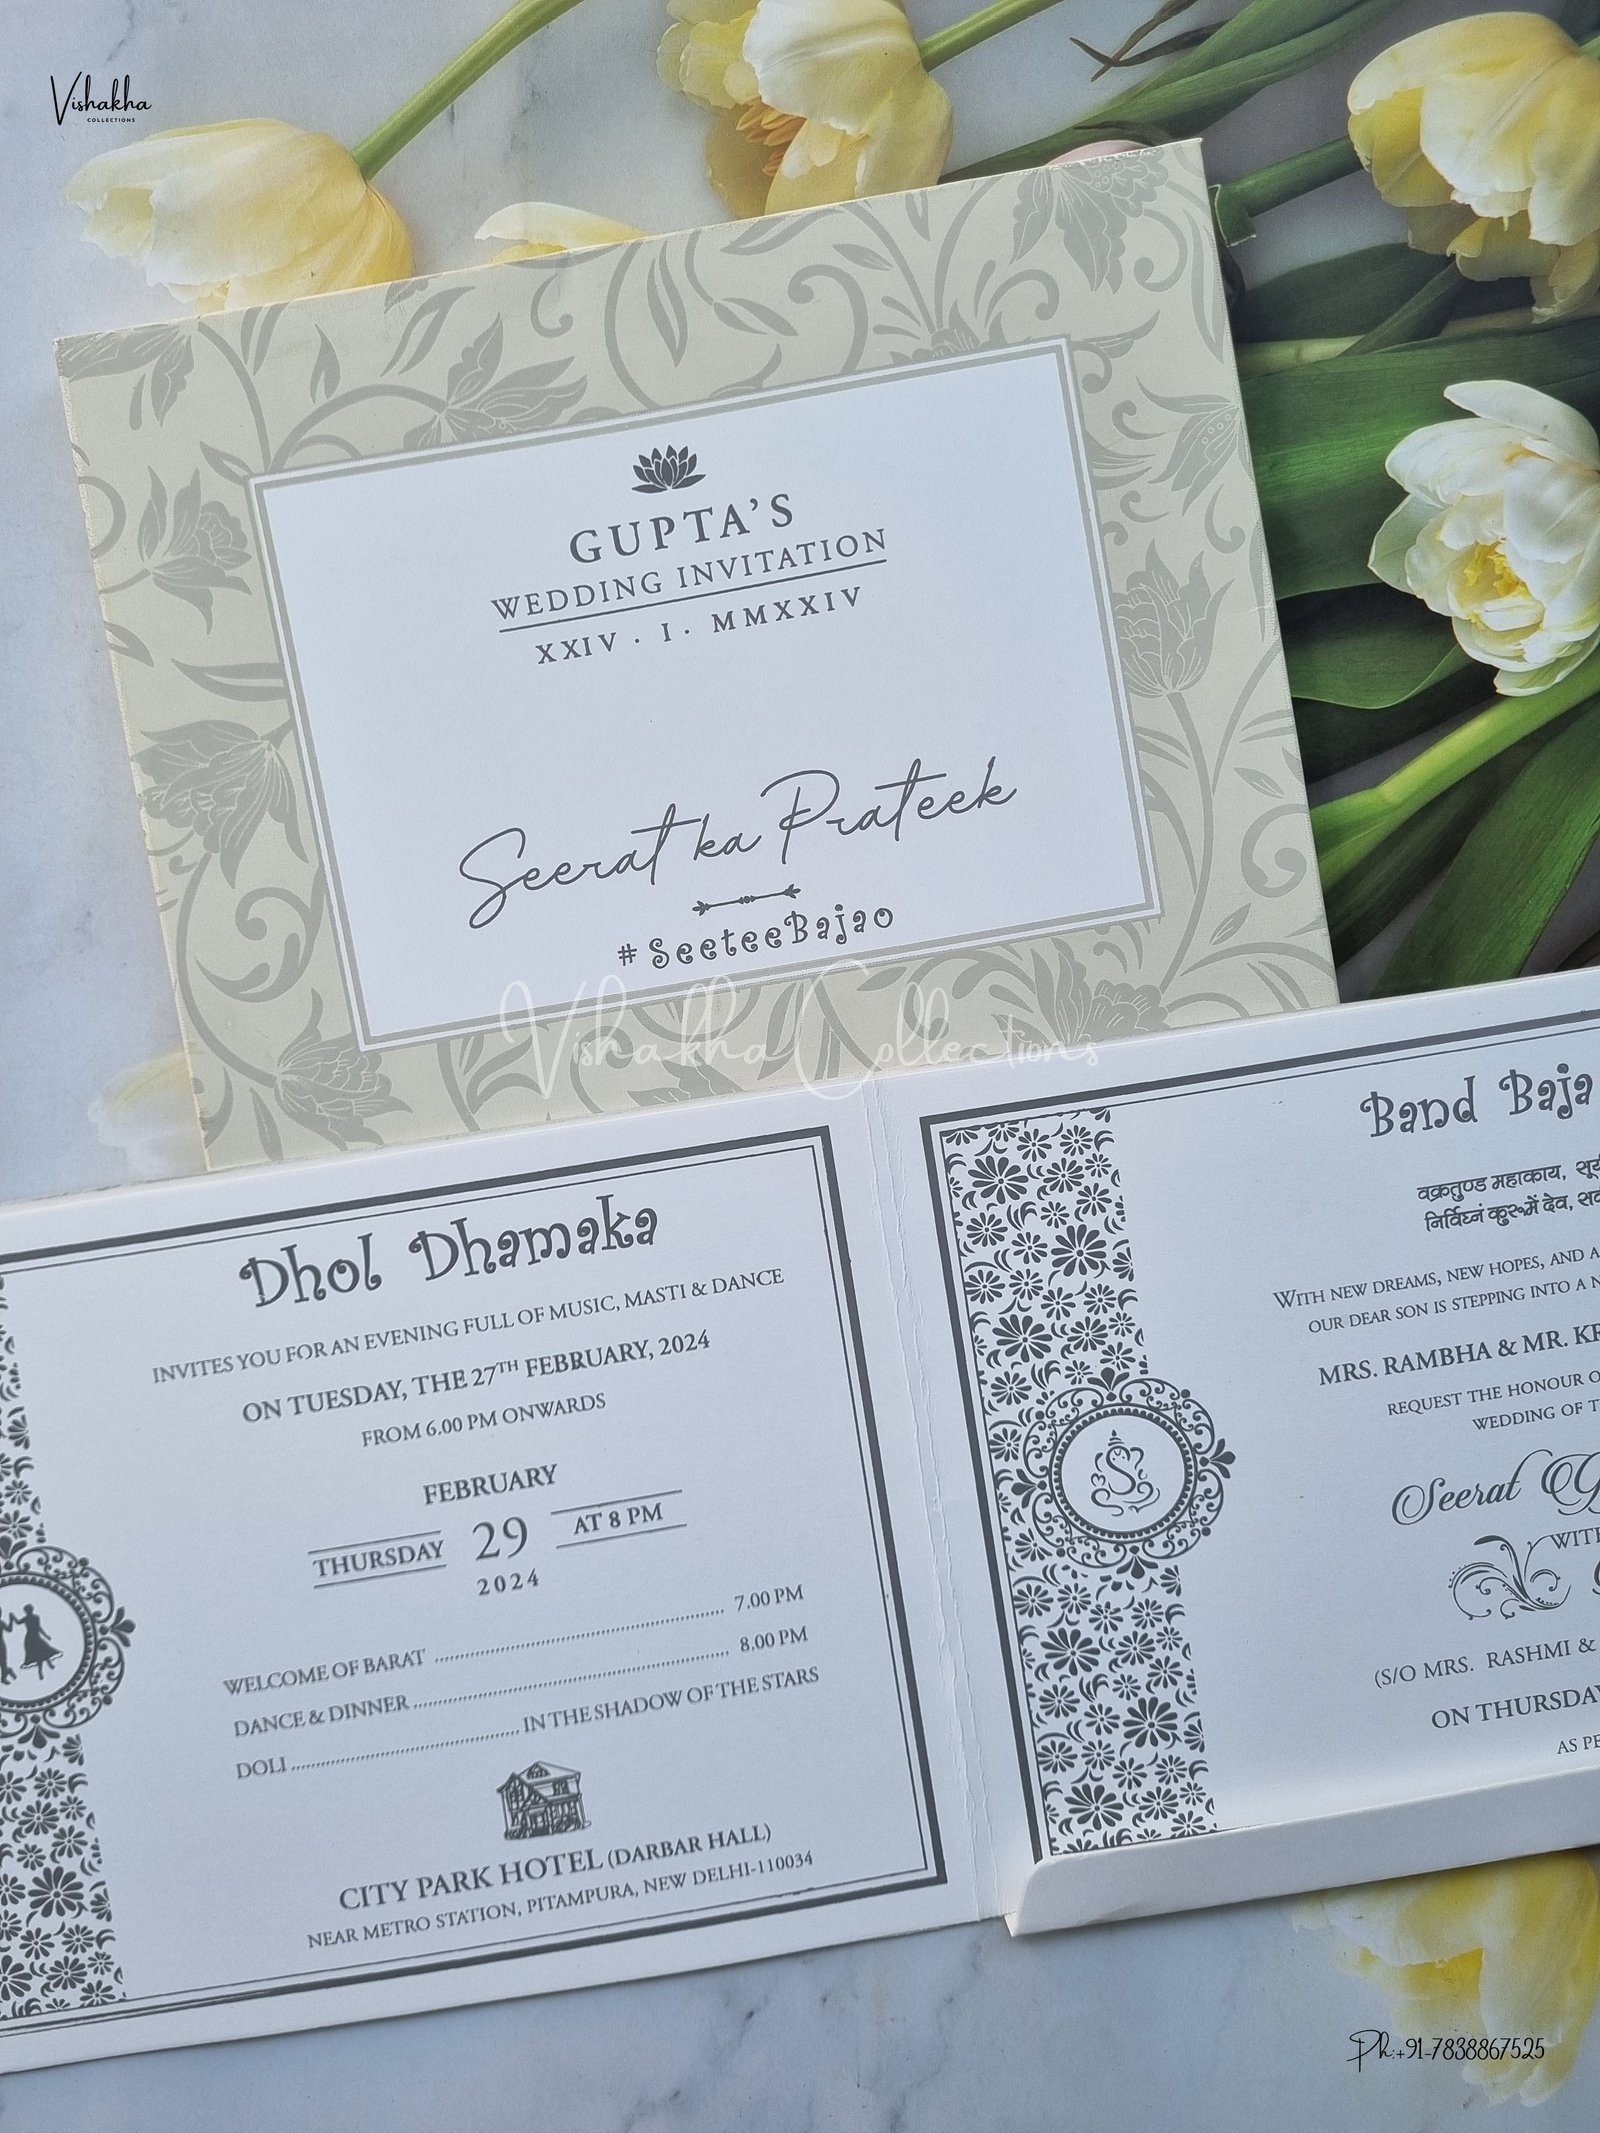 Vishakha
COLLECTIONS
GUPTA'S
WEDDING INVITATION
XXIV . I . MMXXIV
Seerat ka Prateek
#SeeteeBajao
Vishakha Collections
Dhol Dhamaka
INVITES YOU FOR AN EVENING FULL OF MUSIC, MASTI & DANCE
ON TUESDAY, THE 27TH FEBRUARY, 2024
FROM 6.00 PM ONWARDS
FEBRUARY
THURSDAY 29 AT 8 PM
2024
WELCOME OF BARAT ........ 7.00 PM
DANCE & DINNER ........ 8.00 PM
DOLI ........ IN THE SHADOW OF THE STARS
CITY PARK HOTEL (DARBAR HALL)
NEAR METRO STATION, PITAMPURA, NEW DELHI-110034
Band Baja
वक्रतुण्ड महाकाय,
निर्विघ्नं कुरूमें देव,
WITH NEW DREAMS, NEW HOPES, AND
OUR DEAR SON IS STEPPING INTO A
MRS. RAMBHA & MR.
REQUEST THE HONOUR
WEDDING OF
Seerat
WITH
(S/O MRS. RASHMI &
ON THURSDAY
AS
Ph:+91-7838867525